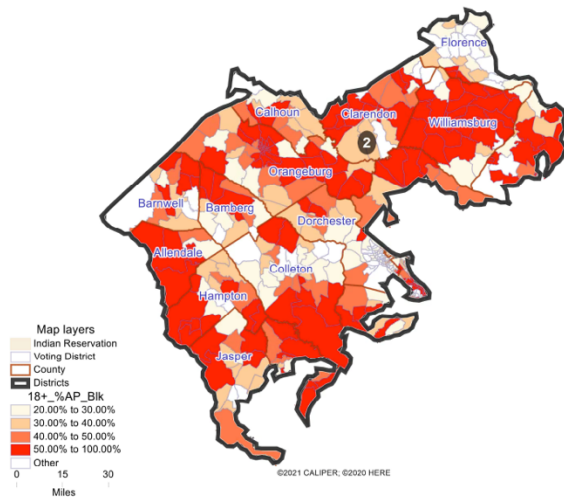 Florence
Calhoun
Clarendon
Williamsburg
2
Orangeburg
Barnwell
Bamberg
Dorchester
Allendale
Colleton
Hampton
Jasper
Map layers
Indian Reservation
Voting District
County
Districts
18+_%AP_Blk
20.00% to 30.00%
30.00% to 40.00%
40.00% to 50.00%
50.00% to 100.00%
Other
0 15 30
Miles
©2021 CALIPER; ©2020 HERE